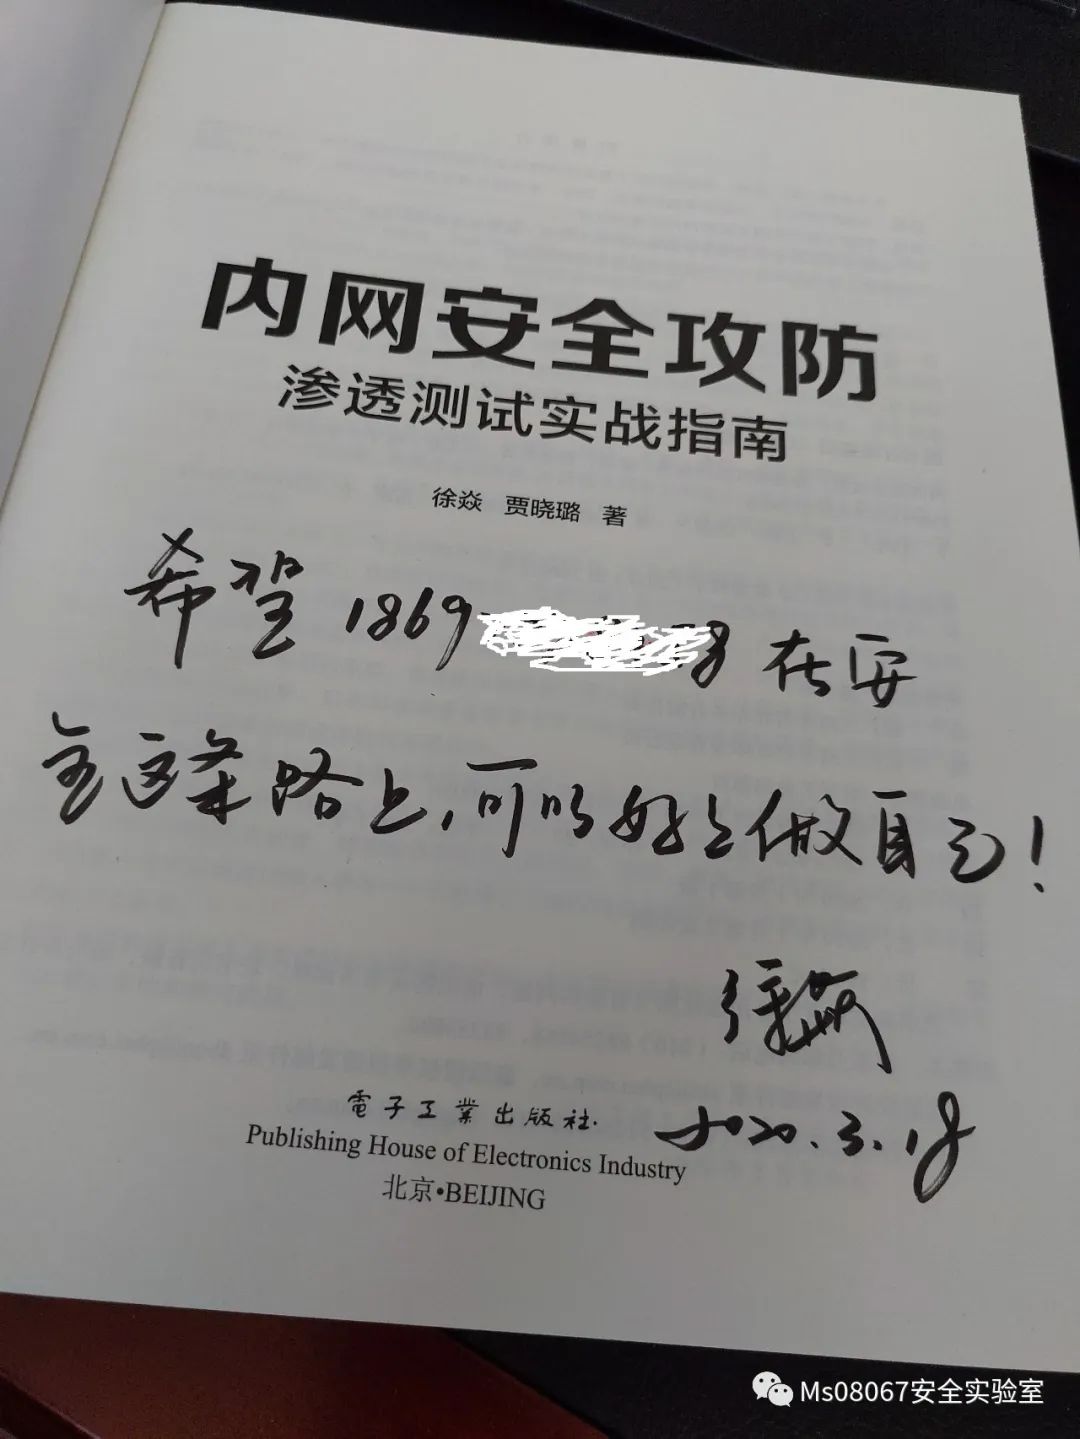 内网安全攻防
渗透测试实战指南
徐焱 贾晓璐 著
希望1869 8在安
全这条路上,可以好好做自己!
徐焱
2020.3.18
電子工業出版社
Publishing House of Electronics Industry
北京•BEIJING
Ms08067安全实验室